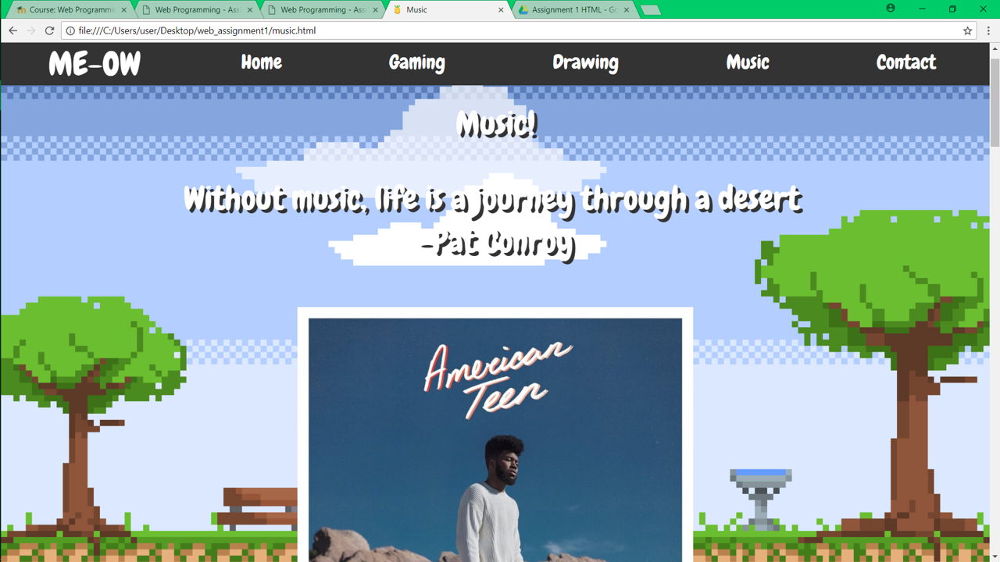 Course: Web Programmi
Web Programming - Ass
Web Programming - Ass
Music
Assignment 1 HTML - Go
file:///C:/Users/user/Desktop/web_assignment1/music.html
ME-OW
Home
Gaming
Drawing
Music
Contact
Music!
Without music, life is a journey through a desert
-Pat Conroy
American
Teen